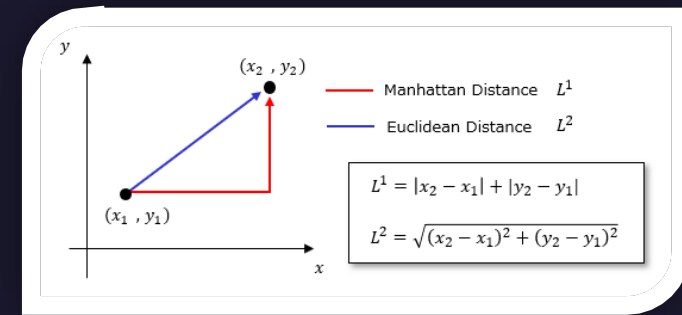 y
(x₂ , y₂)
Manhattan Distance L¹
Euclidean Distance L²
(x₁ , y₁)
L¹ = |x₂ − x₁| + |y₂ − y₁|
L² = √((x₂ − x₁)² + (y₂ − y₁)²)
x